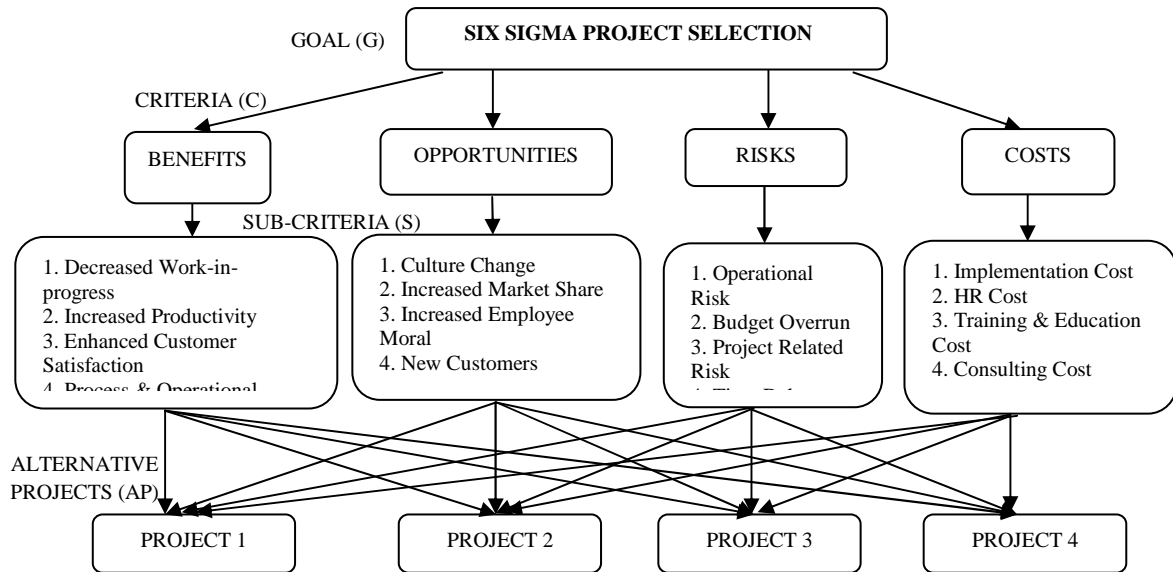 GOAL (G)
SIX SIGMA PROJECT SELECTION
CRITERIA (C)
BENEFITS
OPPORTUNITIES
RISKS
COSTS
SUB-CRITERIA (S)
1. Decreased Work-in-
progress
2. Increased Productivity
3. Enhanced Customer
Satisfaction
4. Process & Operational
1. Culture Change
2. Increased Market Share
3. Increased Employee
Moral
4. New Customers
1. Operational
Risk
2. Budget Overrun
3. Project Related
Risk
1. Implementation Cost
2. HR Cost
3. Training & Education
Cost
4. Consulting Cost
ALTERNATIVE
PROJECTS (AP)
PROJECT 1
PROJECT 2
PROJECT 3
PROJECT 4